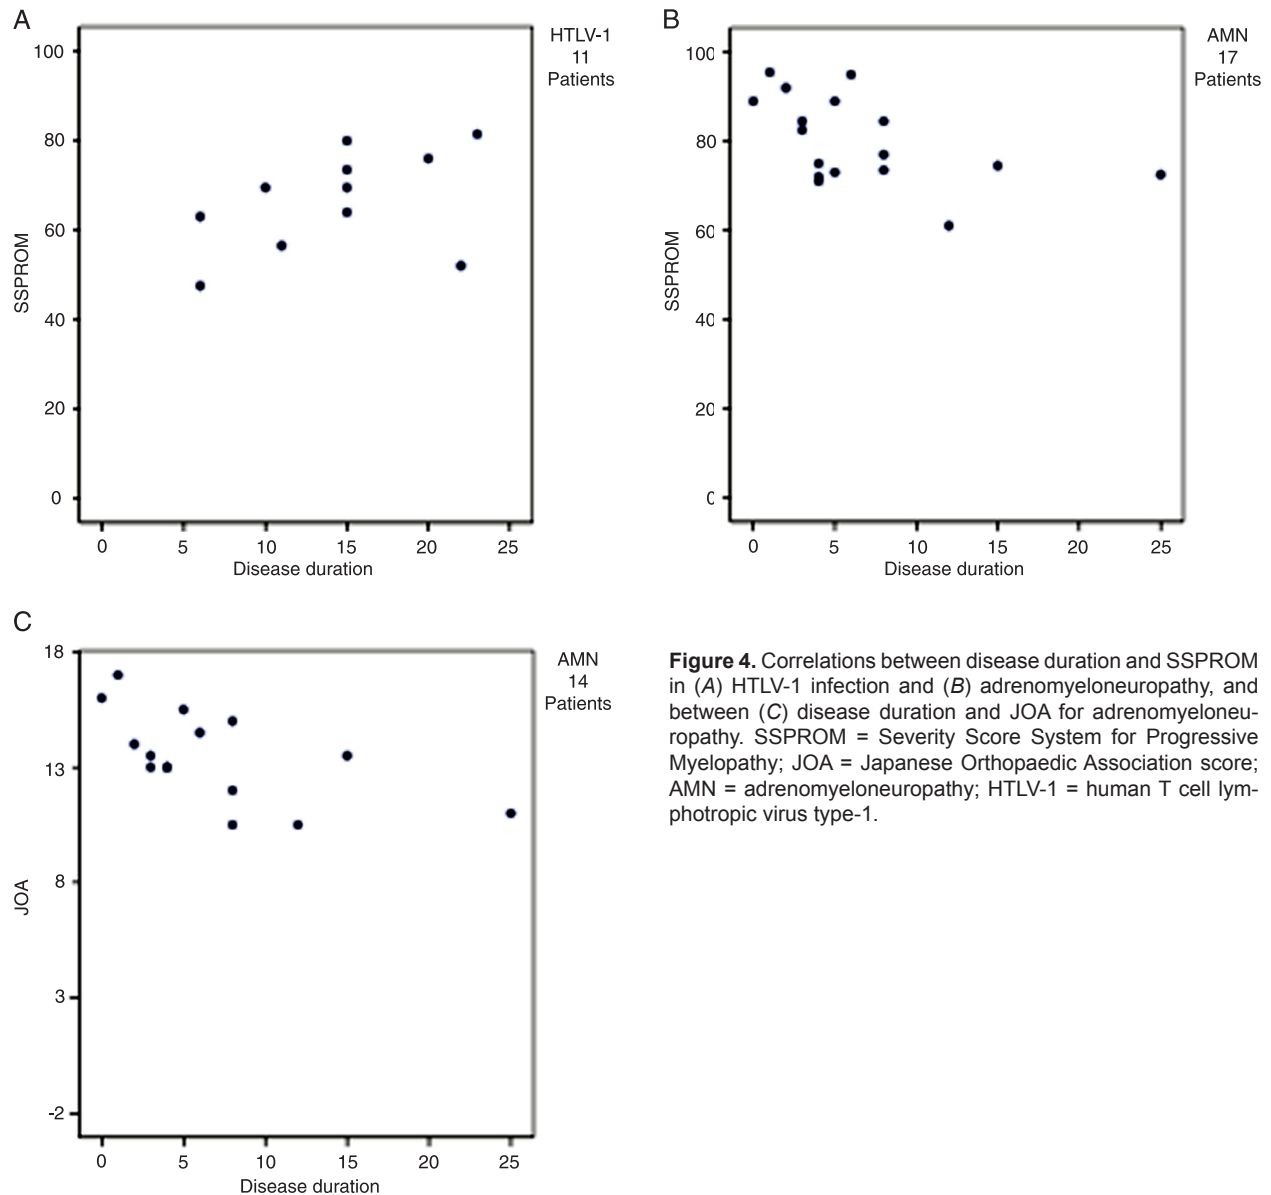 A
HTLV-1
11
Patients
100
80
60
40
20
0
SSPROM
0 5 10 15 20 25
Disease duration
B
AMN
17
Patients
100
80
60
40
20
0
SSPROM
0 5 10 15 20 25
Disease duration
C
AMN
14
Patients
18
13
8
3
-2
JOA
0 5 10 15 20 25
Disease duration
Figure 4. Correlations between disease duration and SSPROM
in (A) HTLV-1 infection and (B) adrenomyeloneuropathy, and
between (C) disease duration and JOA for adrenomyeloneu-
ropathy. SSPROM = Severity Score System for Progressive
Myelopathy; JOA = Japanese Orthopaedic Association score;
AMN = adrenomyeloneuropathy; HTLV-1 = human T cell lym-
photropic virus type-1.